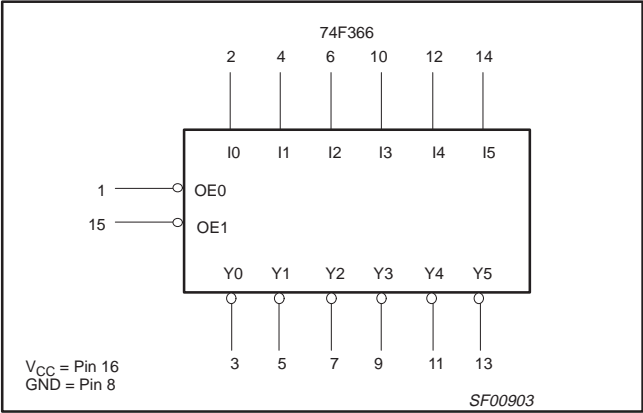 74F366
2 4 6 10 12 14
I0 I1 I2 I3 I4 I5
1 OE0
15 OE1
Y0 Y1 Y2 Y3 Y4 Y5
3 5 7 9 11 13
VCC = Pin 16
GND = Pin 8
SF00903